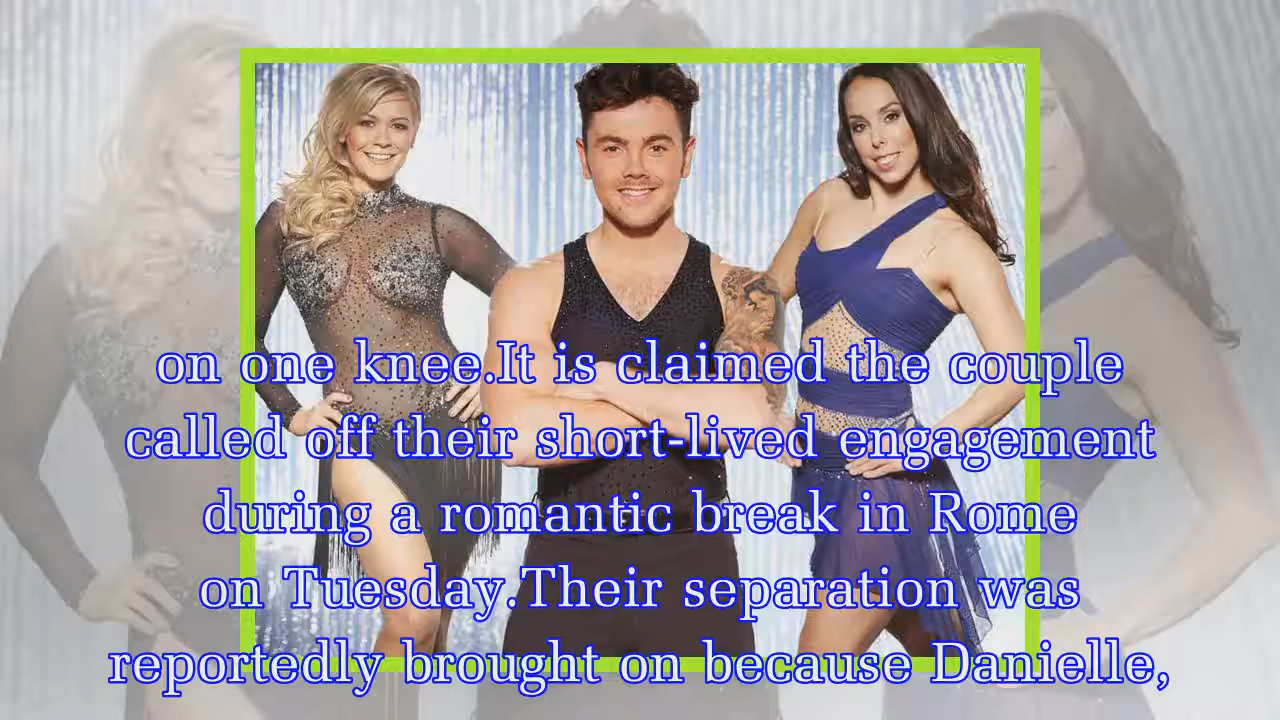 on one knee.It is claimed the couple
called off their short-lived engagement
during a romantic break in Rome
on Tuesday.Their separation was
reportedly brought on because Danielle,